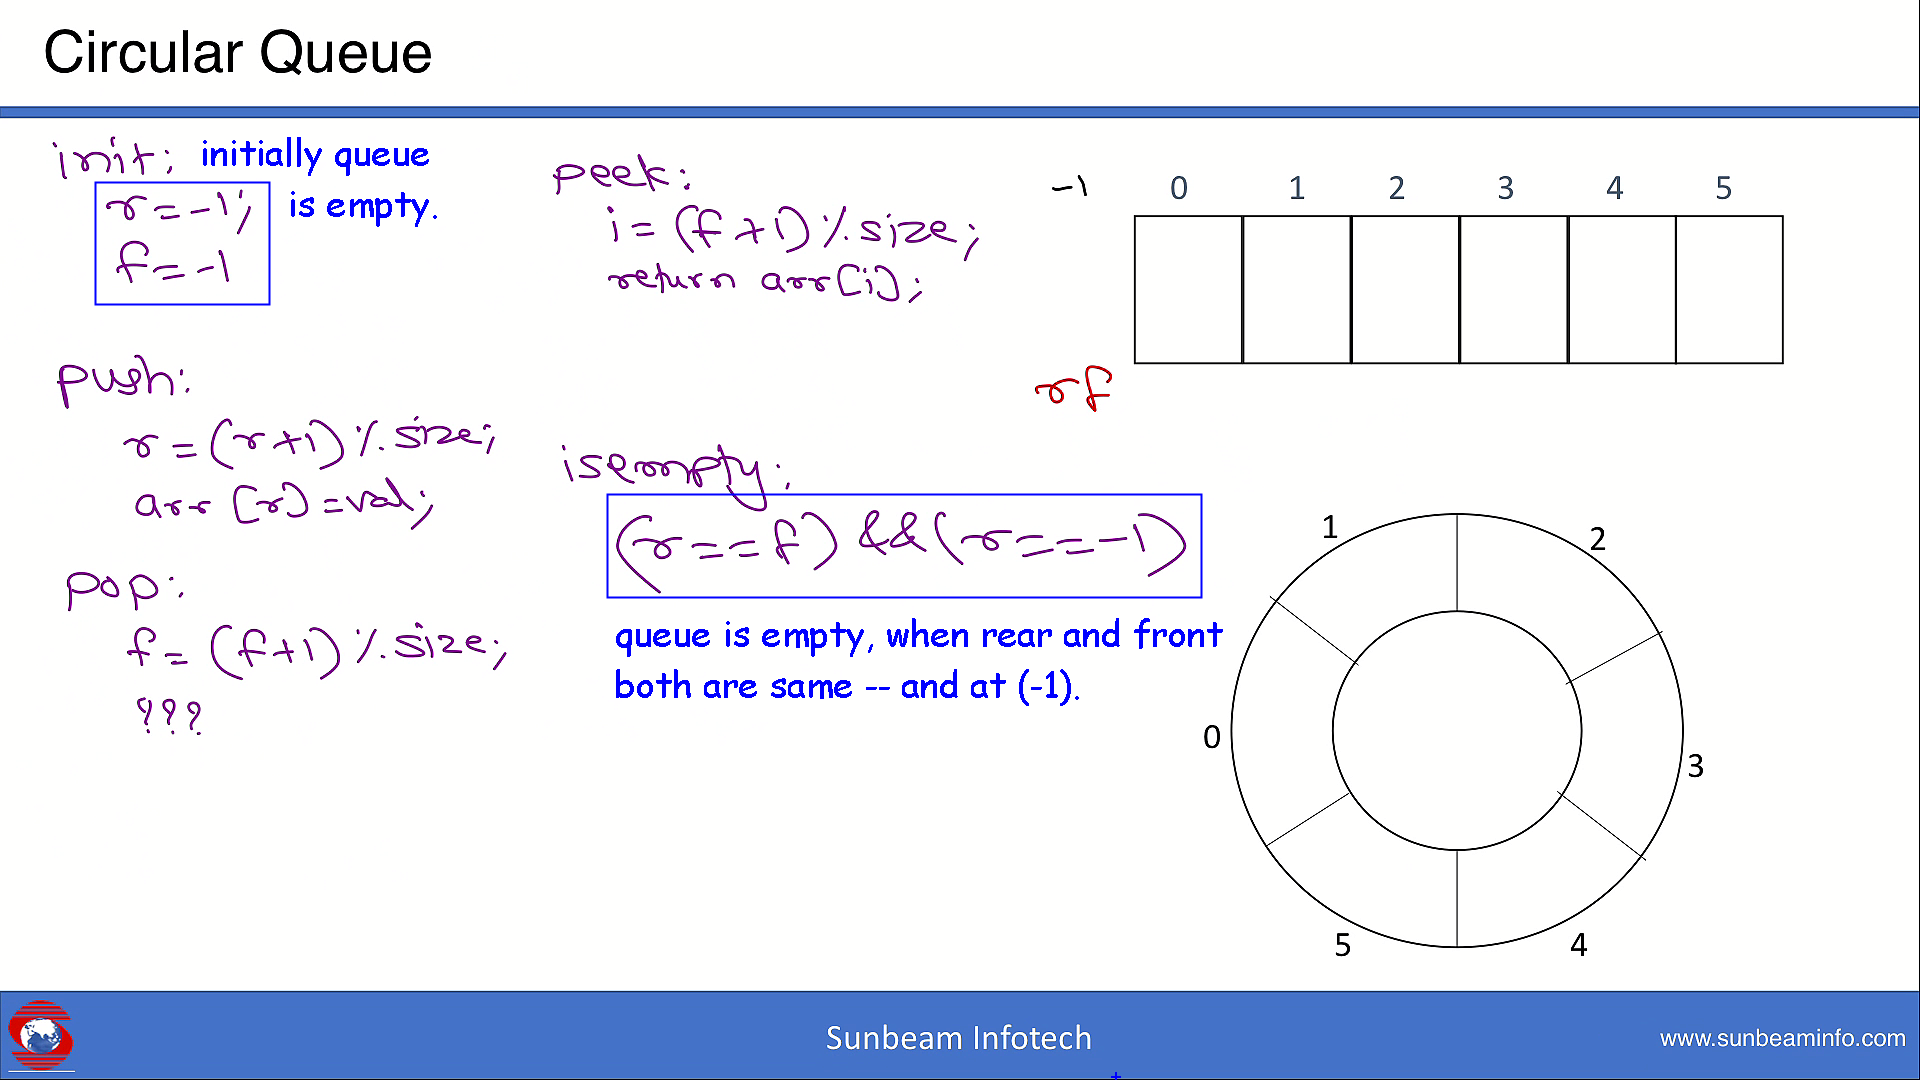 Circular Queue
init: initially queue
is empty.
r = -1;
f = -1
push:
r = (r+1) % size;
arr[r] = val;
pop:
f = (f+1) % size;
???
peek:
i = (f+1) % size;
return arr[i];
isempty:
(r == f) && (r == -1)
queue is empty, when rear and front
both are same -- and at (-1).
-1 0 1 2 3 4 5
r f
1 2
0 3
5 4
Sunbeam Infotech
www.sunbeaminfo.com